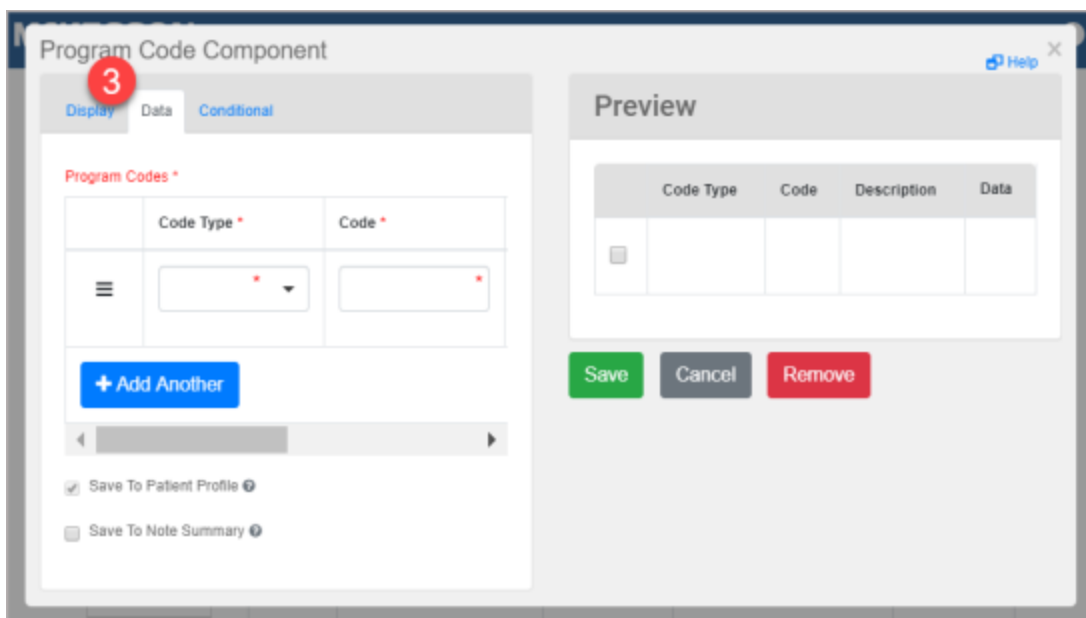 Program Code Component
Help ×
3
Display Data Conditional
Program Codes *
Code Type * Code *
* *
+ Add Another
Save To Patient Profile
Save To Note Summary
Preview
Code Type Code Description Data
Save Cancel Remove